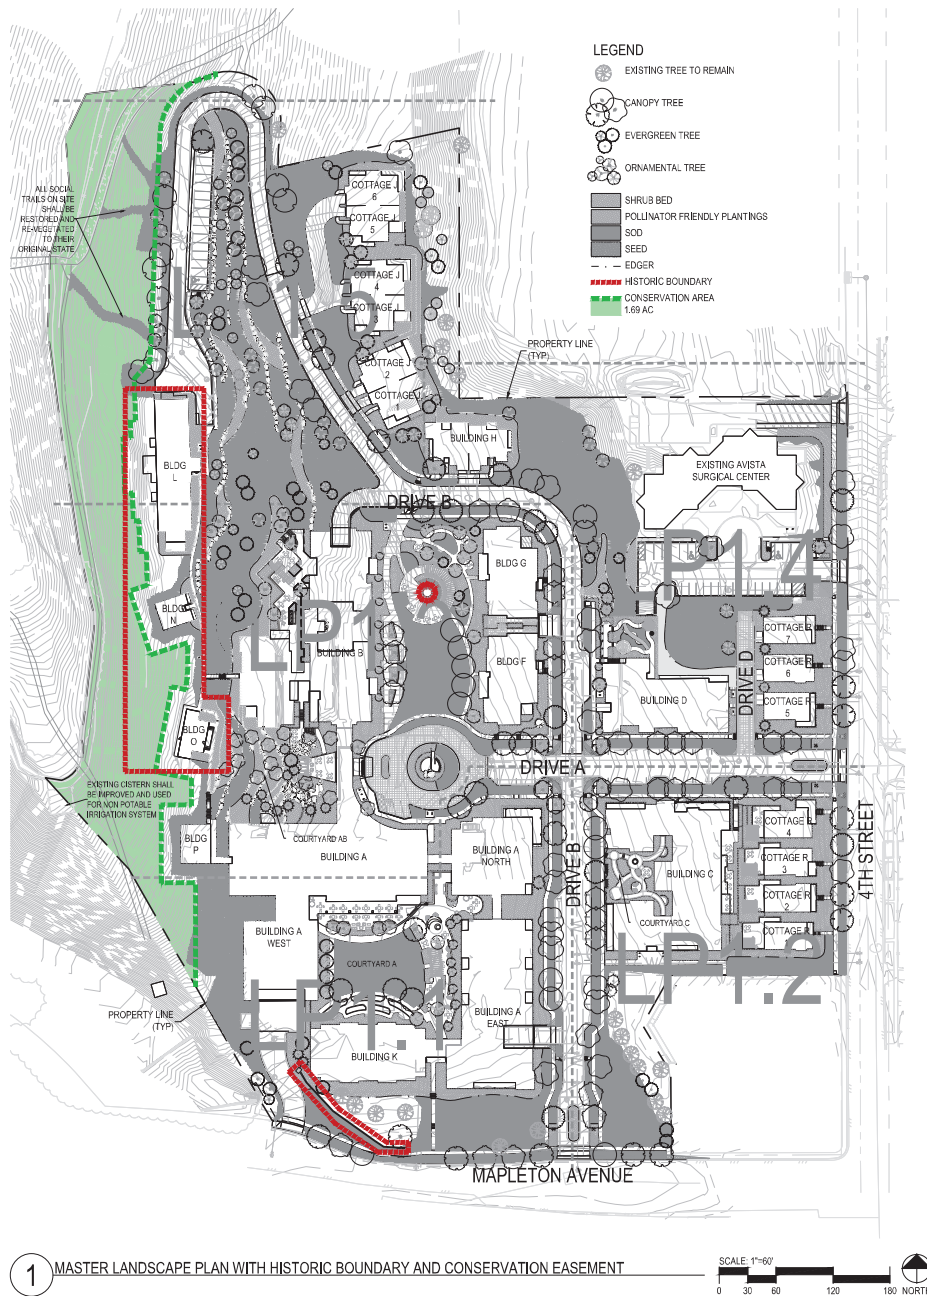 LEGEND
EXISTING TREE TO REMAIN
CANOPY TREE
EVERGREEN TREE
ORNAMENTAL TREE
SHRUB BED
POLLINATOR FRIENDLY PLANTINGS
SOD
SEED
EDGER
HISTORIC BOUNDARY
CONSERVATION AREA
1.69 AC
ALL SOCIAL
TRAILS ON SITE
SHALL BE
RESTORED AND
RE-VEGETATED
TO THEIR
ORIGINAL STATE
COTTAGE J
6
COTTAGE J
5
COTTAGE J
4
COTTAGE J
3
COTTAGE J
2
COTTAGE J
1
PROPERTY LINE
(TYP)
BUILDING H
BLDG
L
EXISTING AVISTA
SURGICAL CENTER
DRIVE B
BLDG G
LP1.4
BLDG
N
BUILDING B
BLDG F
COTTAGE R
7
COTTAGE R
6
COTTAGE R
5
DRIVE D
BUILDING D
BLDG
O
DRIVE A
EXISTING CISTERN SHALL
BE IMPROVED AND USED
FOR NON POTABLE
IRRIGATION SYSTEM
BLDG
P
COURTYARD AB
BUILDING A
BUILDING A
NORTH
DRIVE B
BUILDING C
COURTYARD C
COTTAGE R
4
COTTAGE R
3
COTTAGE R
2
COTTAGE R
4TH STREET
BUILDING A
WEST
COURTYARD A
LP1.2
LP1.1
BUILDING A
EAST
PROPERTY LINE
(TYP)
BUILDING K
MAPLETON AVENUE
1
MASTER LANDSCAPE PLAN WITH HISTORIC BOUNDARY AND CONSERVATION EASEMENT
SCALE: 1"=60'
0 30 60 120 180
NORTH